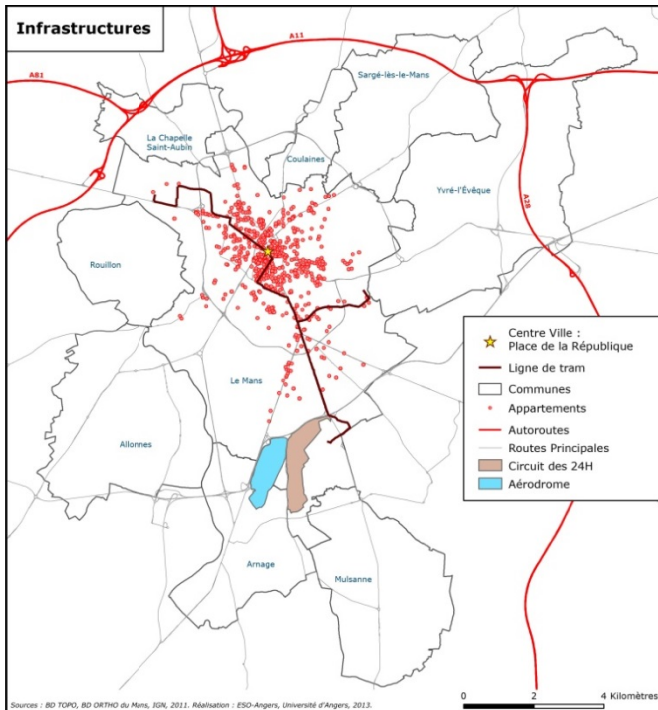 Infrastructures
A11
A81
Sargé-lès-le Mans
La Chapelle
Saint-Aubin
Coulaines
Yvré-l'Évêque
A28
Rouillon
Le Mans
Allonnes
Arnage
Mulsanne
Centre Ville :
Place de la République
Ligne de tram
Communes
Appartements
Autoroutes
Routes Principales
Circuit des 24H
Aérodrome
0 2 4 Kilomètres
Sources : BD TOPO, BD ORTHO du Mans, IGN, 2011. Réalisation : ESO-Angers, Université d'Angers, 2013.